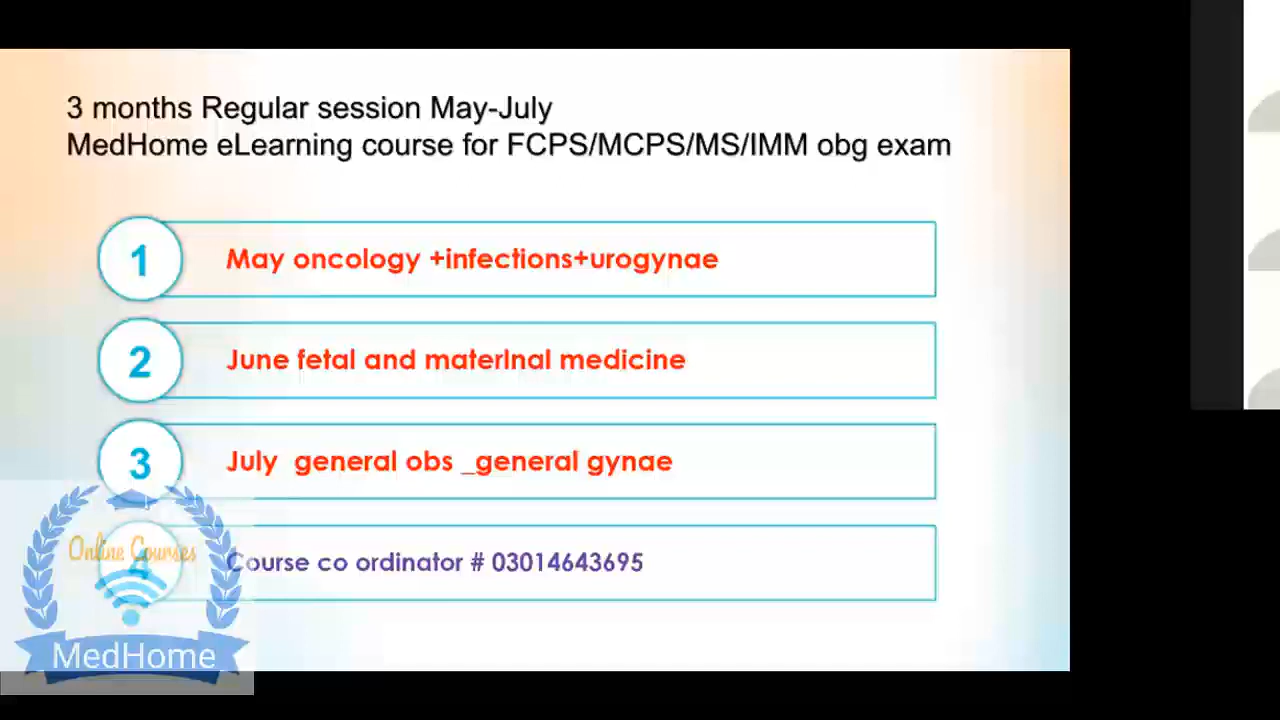 3 months Regular session May-July
MedHome eLearning course for FCPS/MCPS/MS/IMM obg exam
1 May oncology +infections+urogynae
2 June fetal and materInal medicine
3 July general obs _general gynae
4 Course co ordinator # 03014643695
Online Courses
MedHome